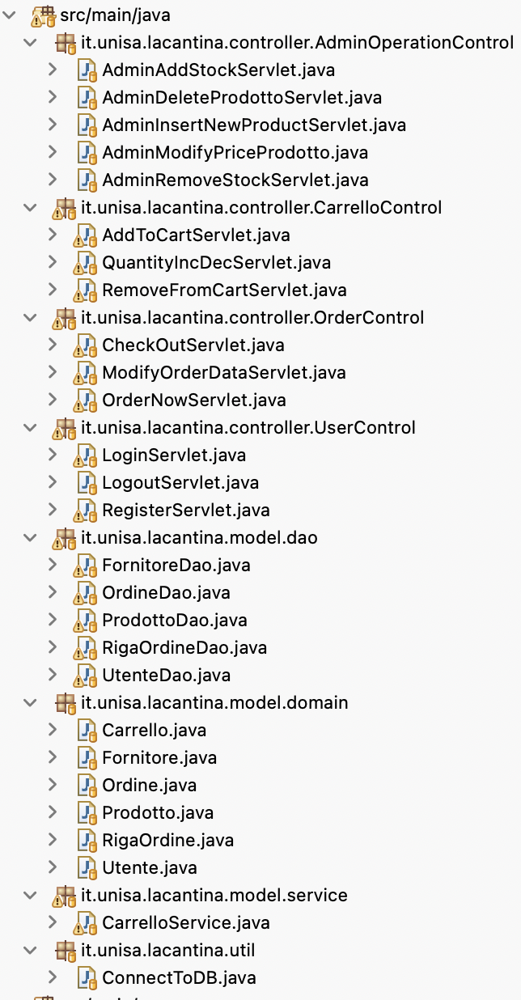 src/main/java
it.unisa.lacantina.controller.AdminOperationControl
AdminAddStockServlet.java
AdminDeleteProdottoServlet.java
AdminInsertNewProductServlet.java
AdminModifyPriceProdotto.java
AdminRemoveStockServlet.java
it.unisa.lacantina.controller.CarrelloControl
AddToCartServlet.java
QuantityIncDecServlet.java
RemoveFromCartServlet.java
it.unisa.lacantina.controller.OrderControl
CheckOutServlet.java
ModifyOrderDataServlet.java
OrderNowServlet.java
it.unisa.lacantina.controller.UserControl
LoginServlet.java
LogoutServlet.java
RegisterServlet.java
it.unisa.lacantina.model.dao
FornitoreDao.java
OrdineDao.java
ProdottoDao.java
RigaOrdineDao.java
UtenteDao.java
it.unisa.lacantina.model.domain
Carrello.java
Fornitore.java
Ordine.java
Prodotto.java
RigaOrdine.java
Utente.java
it.unisa.lacantina.model.service
CarrelloService.java
it.unisa.lacantina.util
ConnectToDB.java